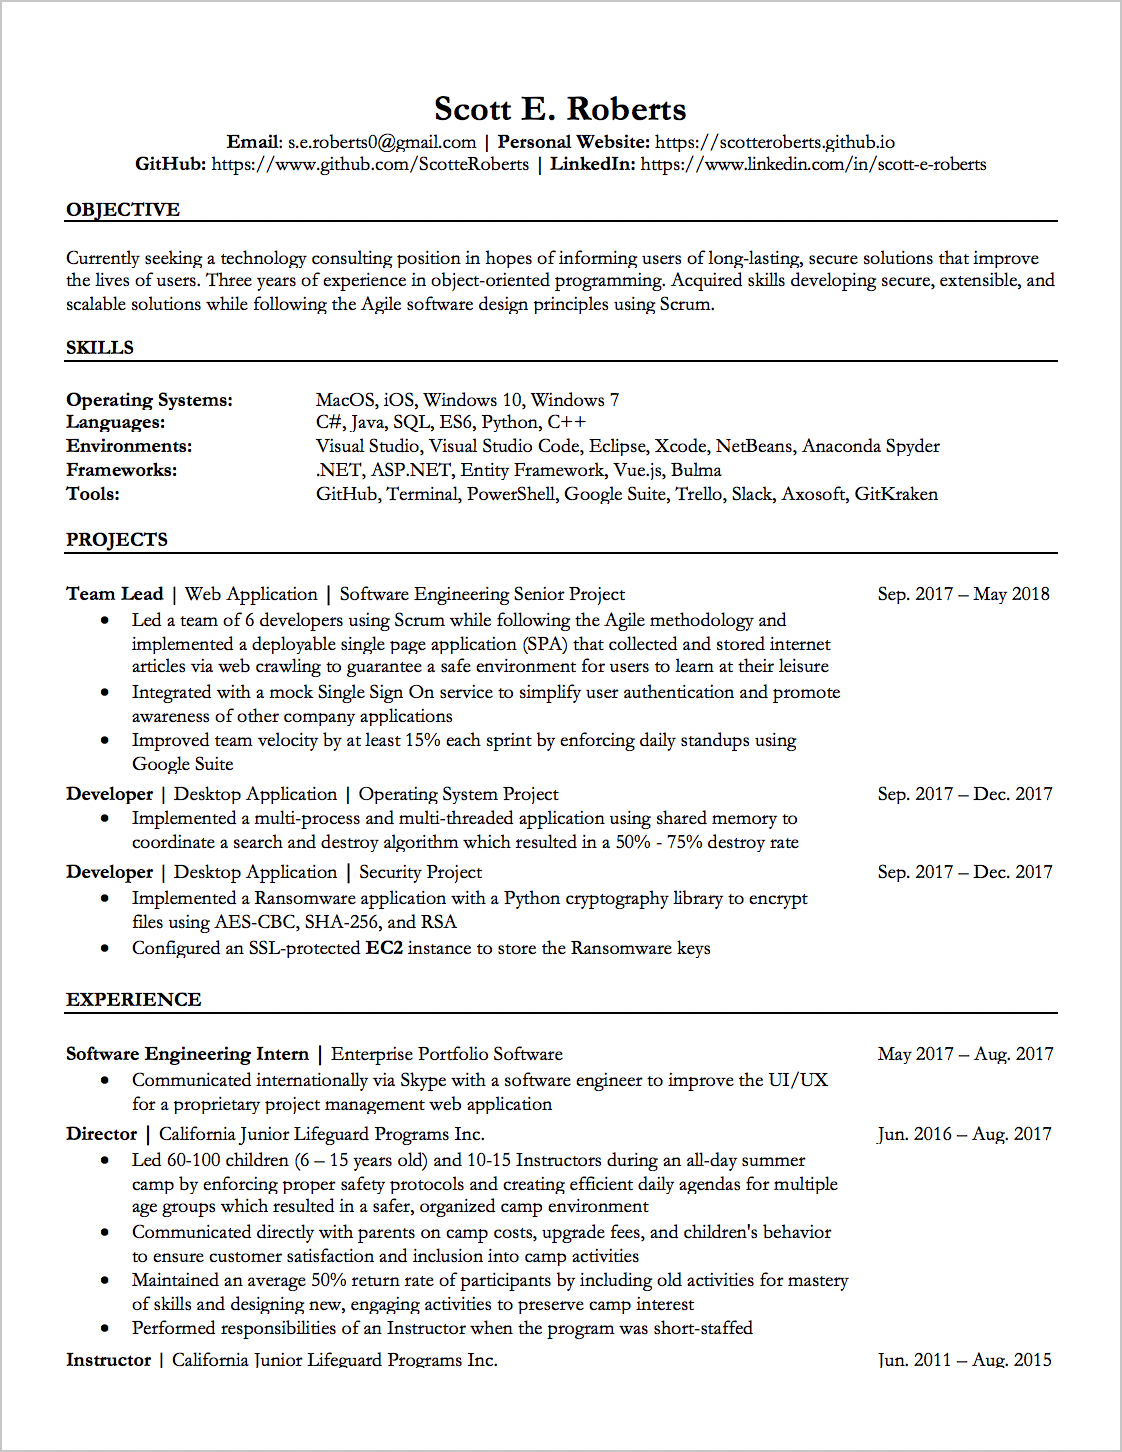 Scott E. Roberts
Email: s.e.roberts0@gmail.com | Personal Website: https://scotteroberts.github.io
GitHub: https://www.github.com/ScotteRoberts | LinkedIn: https://www.linkedin.com/in/scott-e-roberts
OBJECTIVE
Currently seeking a technology consulting position in hopes of informing users of long-lasting, secure solutions that improve
the lives of users. Three years of experience in object-oriented programming. Acquired skills developing secure, extensible, and
scalable solutions while following the Agile software design principles using Scrum.
SKILLS
Operating Systems: MacOS, iOS, Windows 10, Windows 7
Languages: C#, Java, SQL, ES6, Python, C++
Environments: Visual Studio, Visual Studio Code, Eclipse, Xcode, NetBeans, Anaconda Spyder
Frameworks: .NET, ASP.NET, Entity Framework, Vue.js, Bulma
Tools: GitHub, Terminal, PowerShell, Google Suite, Trello, Slack, Axosoft, GitKraken
PROJECTS
Team Lead | Web Application | Software Engineering Senior Project Sep. 2017 – May 2018
• Led a team of 6 developers using Scrum while following the Agile methodology and
implemented a deployable single page application (SPA) that collected and stored internet
articles via web crawling to guarantee a safe environment for users to learn at their leisure
• Integrated with a mock Single Sign On service to simplify user authentication and promote
awareness of other company applications
• Improved team velocity by at least 15% each sprint by enforcing daily standups using
Google Suite
Developer | Desktop Application | Operating System Project Sep. 2017 – Dec. 2017
• Implemented a multi-process and multi-threaded application using shared memory to
coordinate a search and destroy algorithm which resulted in a 50% - 75% destroy rate
Developer | Desktop Application | Security Project Sep. 2017 – Dec. 2017
• Implemented a Ransomware application with a Python cryptography library to encrypt
files using AES-CBC, SHA-256, and RSA
• Configured an SSL-protected EC2 instance to store the Ransomware keys
EXPERIENCE
Software Engineering Intern | Enterprise Portfolio Software May 2017 – Aug. 2017
• Communicated internationally via Skype with a software engineer to improve the UI/UX
for a proprietary project management web application
Director | California Junior Lifeguard Programs Inc. Jun. 2016 – Aug. 2017
• Led 60-100 children (6 – 15 years old) and 10-15 Instructors during an all-day summer
camp by enforcing proper safety protocols and creating efficient daily agendas for multiple
age groups which resulted in a safer, organized camp environment
• Communicated directly with parents on camp costs, upgrade fees, and children's behavior
to ensure customer satisfaction and inclusion into camp activities
• Maintained an average 50% return rate of participants by including old activities for mastery
of skills and designing new, engaging activities to preserve camp interest
• Performed responsibilities of an Instructor when the program was short-staffed
Instructor | California Junior Lifeguard Programs Inc. Jun. 2011 – Aug. 2015